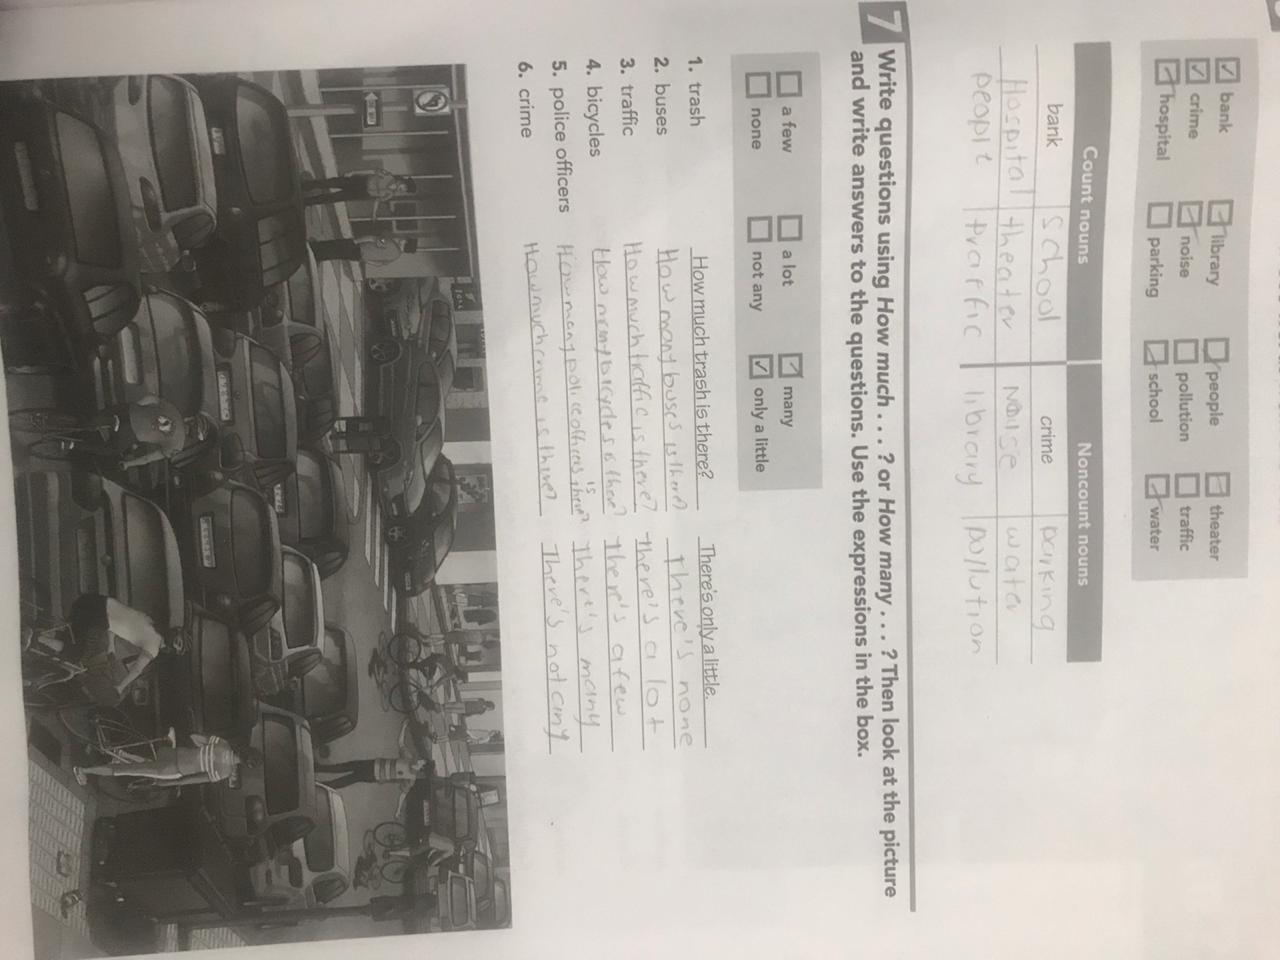 bank library people theater
crime noise pollution traffic
hospital parking school water
Count nouns Noncount nouns
bank school crime parking
Hospital theater noise water
people traffic library pollution
7 Write questions using How much . . . ? or How many . . . ? Then look at the picture
and write answers to the questions. Use the expressions in the box.
a few a lot many
none not any only a little
1. trash How much trash is there? There's only a little.
2. buses How many buses is there? there's none
3. traffic How much traffic is there? there's a lot
4. bicycles How many bicycles is there? there's a few
5. police officers How many police officers is there? there's many
6. crime How much crime is there? There's not any